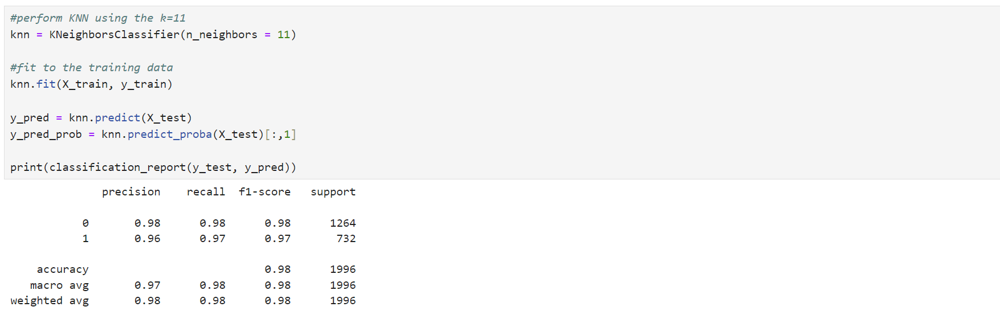 #perform KNN using the k=11
knn = KNeighborsClassifier(n_neighbors = 11)
#fit to the training data
knn.fit(X_train, y_train)
y_pred = knn.predict(X_test)
y_pred_prob = knn.predict_proba(X_test)[:,1]
print(classification_report(y_test, y_pred))
precision recall f1-score support
0 0.98 0.98 0.98 1264
1 0.96 0.97 0.97 732
accuracy 0.98 1996
macro avg 0.97 0.98 0.98 1996
weighted avg 0.98 0.98 0.98 1996